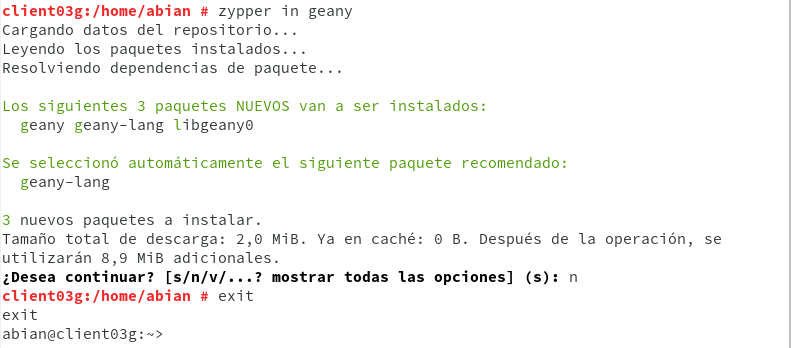 client03g:/home/abian # zypper in geany
Cargando datos del repositorio...
Leyendo los paquetes instalados...
Resolviendo dependencias de paquete...
Los siguientes 3 paquetes NUEVOS van a ser instalados:
geany geany-lang libgeany0
Se seleccionó automáticamente el siguiente paquete recomendado:
geany-lang
3 nuevos paquetes a instalar.
Tamaño total de descarga: 2,0 MiB. Ya en caché: 0 B. Después de la operación, se
utilizarán 8,9 MiB adicionales.
¿Desea continuar? [s/n/v/...? mostrar todas las opciones] (s): n
client03g:/home/abian # exit
exit
abian@client03g:~>